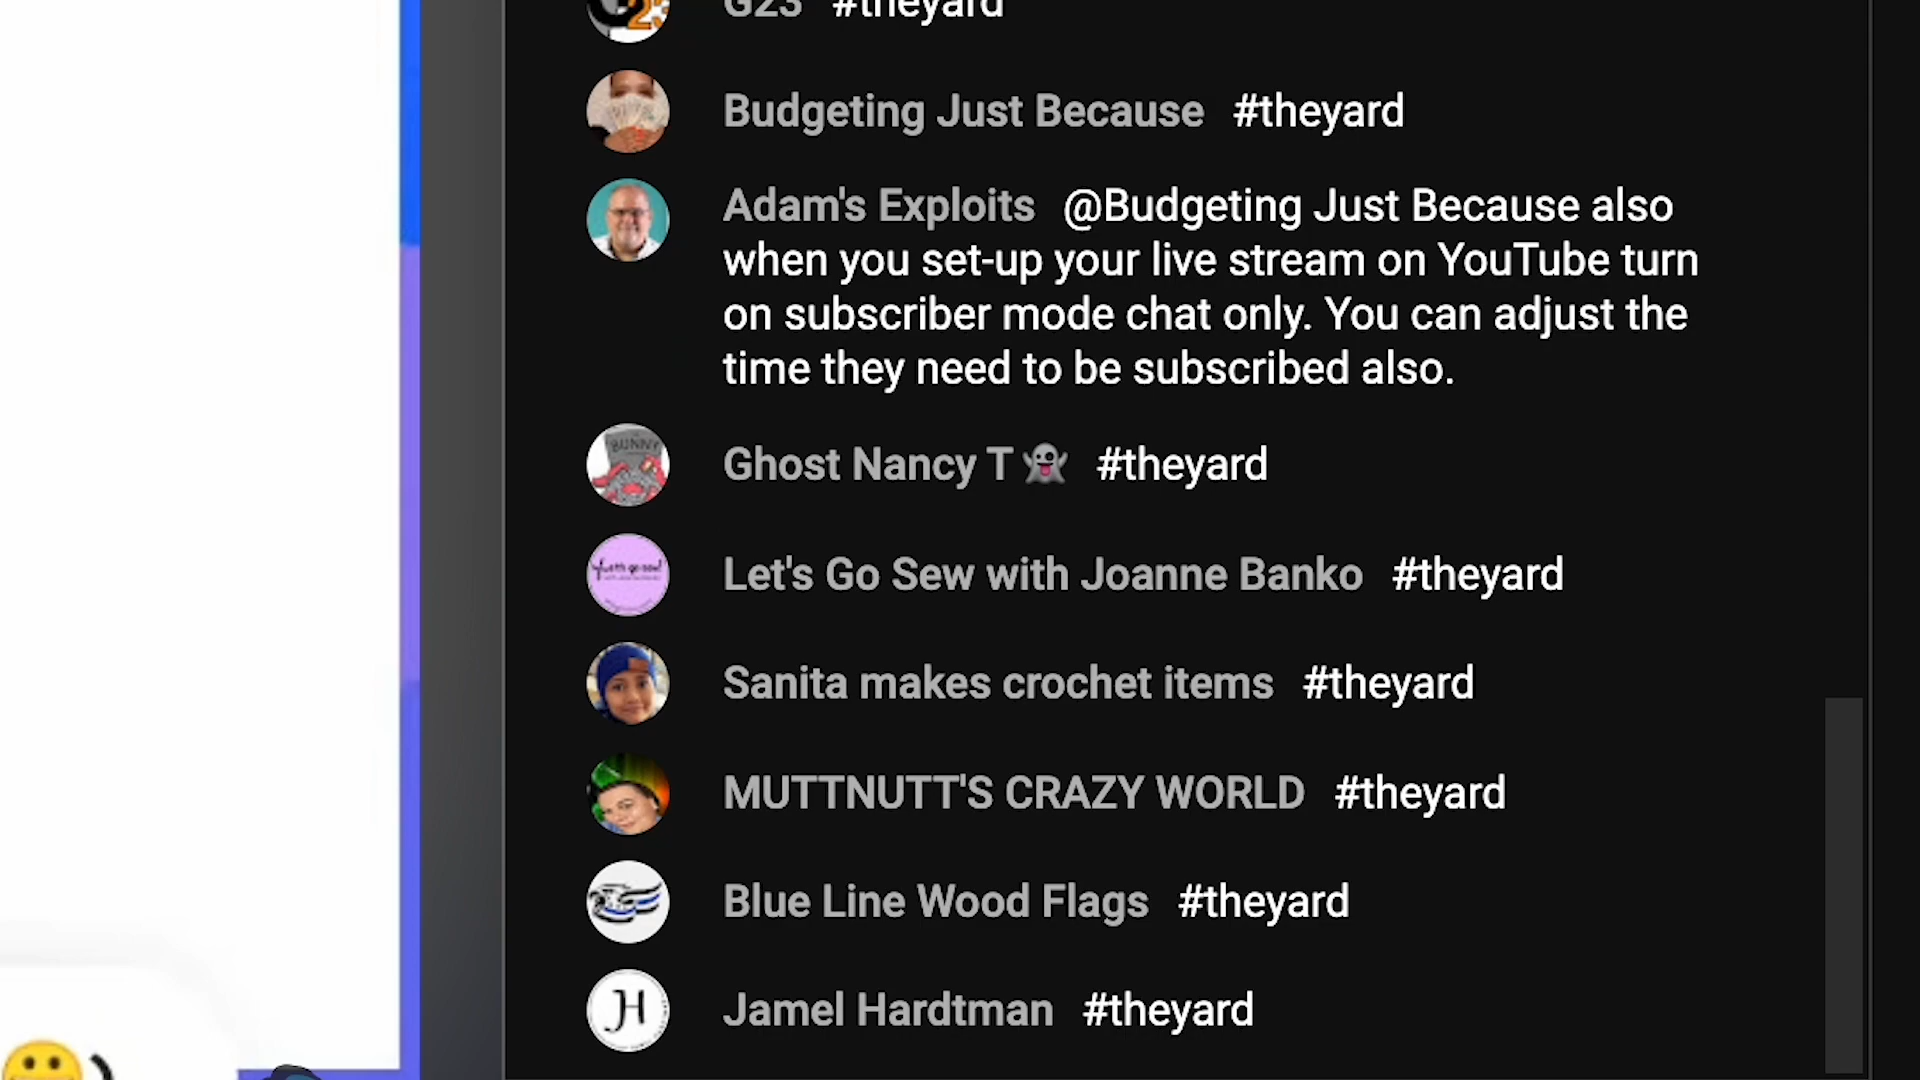 G23 #theyard
Budgeting Just Because #theyard
Adam's Exploits @Budgeting Just Because also
when you set-up your live stream on YouTube turn
on subscriber mode chat only. You can adjust the
time they need to be subscribed also.
BUNNY
Ghost Nancy T👻 #theyard
Let's Go Sew with Joanne Banko #theyard
Sanita makes crochet items #theyard
MUTTNUTT'S CRAZY WORLD #theyard
Blue Line Wood Flags #theyard
JH
Jamel Hardtman #theyard